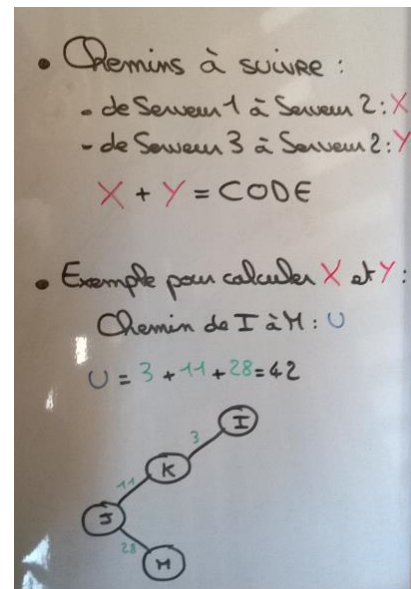 • Chemins à suivre :
- de Serveur 1 à Serveur 2 : X
- de Serveur 3 à Serveur 2 : Y
X + Y = CODE
• Exemple pour calculer X et Y :
Chemin de I à H : U
U = 3 + 11 + 28 = 42
I
3
K
11
J
28
H